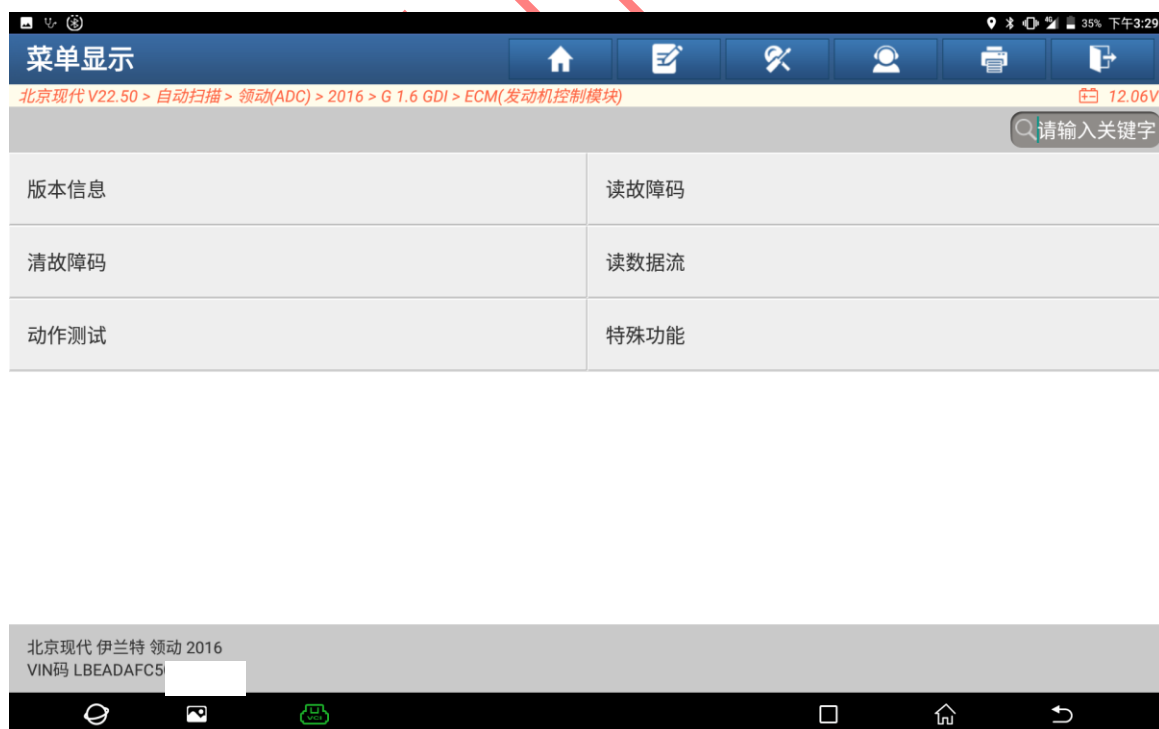 35% 下午3:29
菜单显示
北京现代 V22.50 > 自动扫描 > 领动(ADC) > 2016 > G 1.6 GDI > ECM(发动机控制模块)
12.06V
请输入关键字
版本信息
读故障码
清故障码
读数据流
动作测试
特殊功能
北京现代 伊兰特 领动 2016
VIN码 LBEADAFC5
VCI